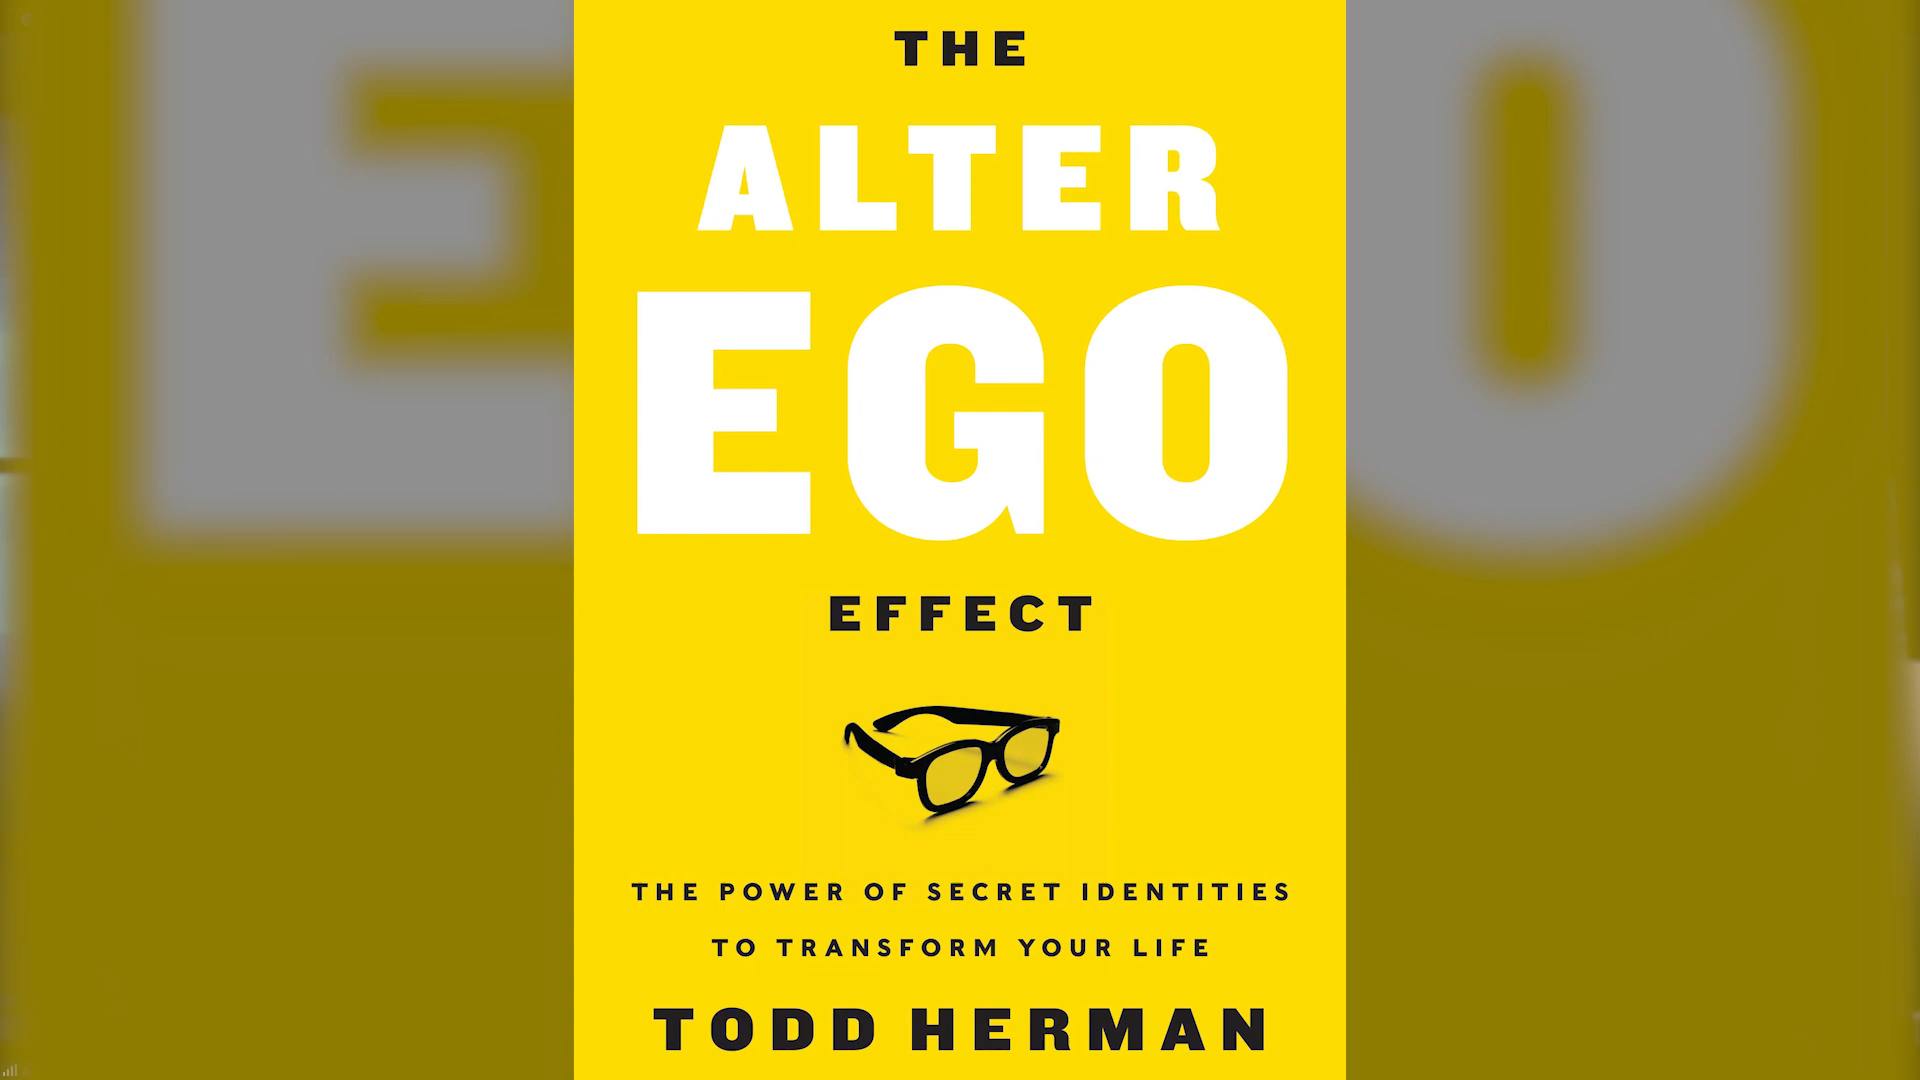 THE
ALTER
EGO
EFFECT
THE POWER OF SECRET IDENTITIES
TO TRANSFORM YOUR LIFE
TODD HERMAN